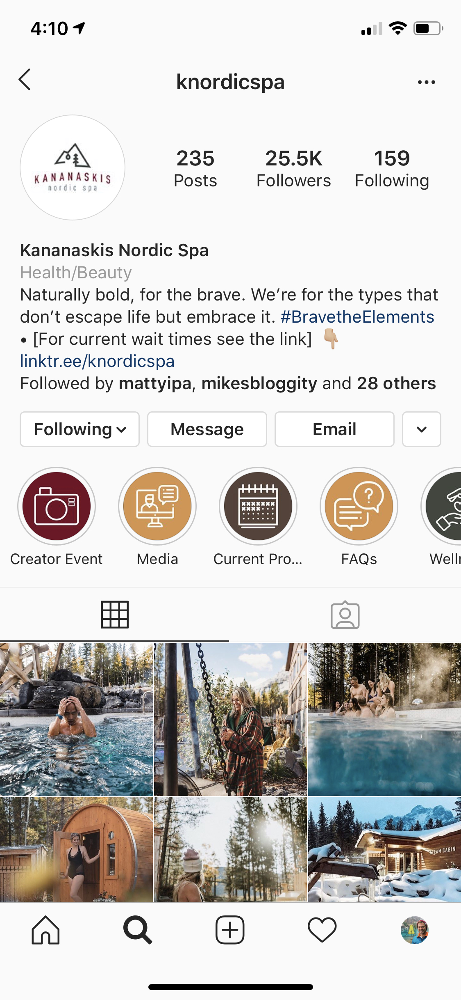 4:10
knordicspa
KANANASKIS
nordic spa
235 25.5K 159
Posts Followers Following
Kananaskis Nordic Spa
Health/Beauty
Naturally bold, for the brave. We’re for the types that
don’t escape life but embrace it. #BravetheElements
• [For current wait times see the link] 👇🏼
linktr.ee/knordicspa
Followed by mattyipa, mikesbloggity and 28 others
Following Message Email
Creator Event Media Current Pro... FAQs Welln
STEAM CABIN